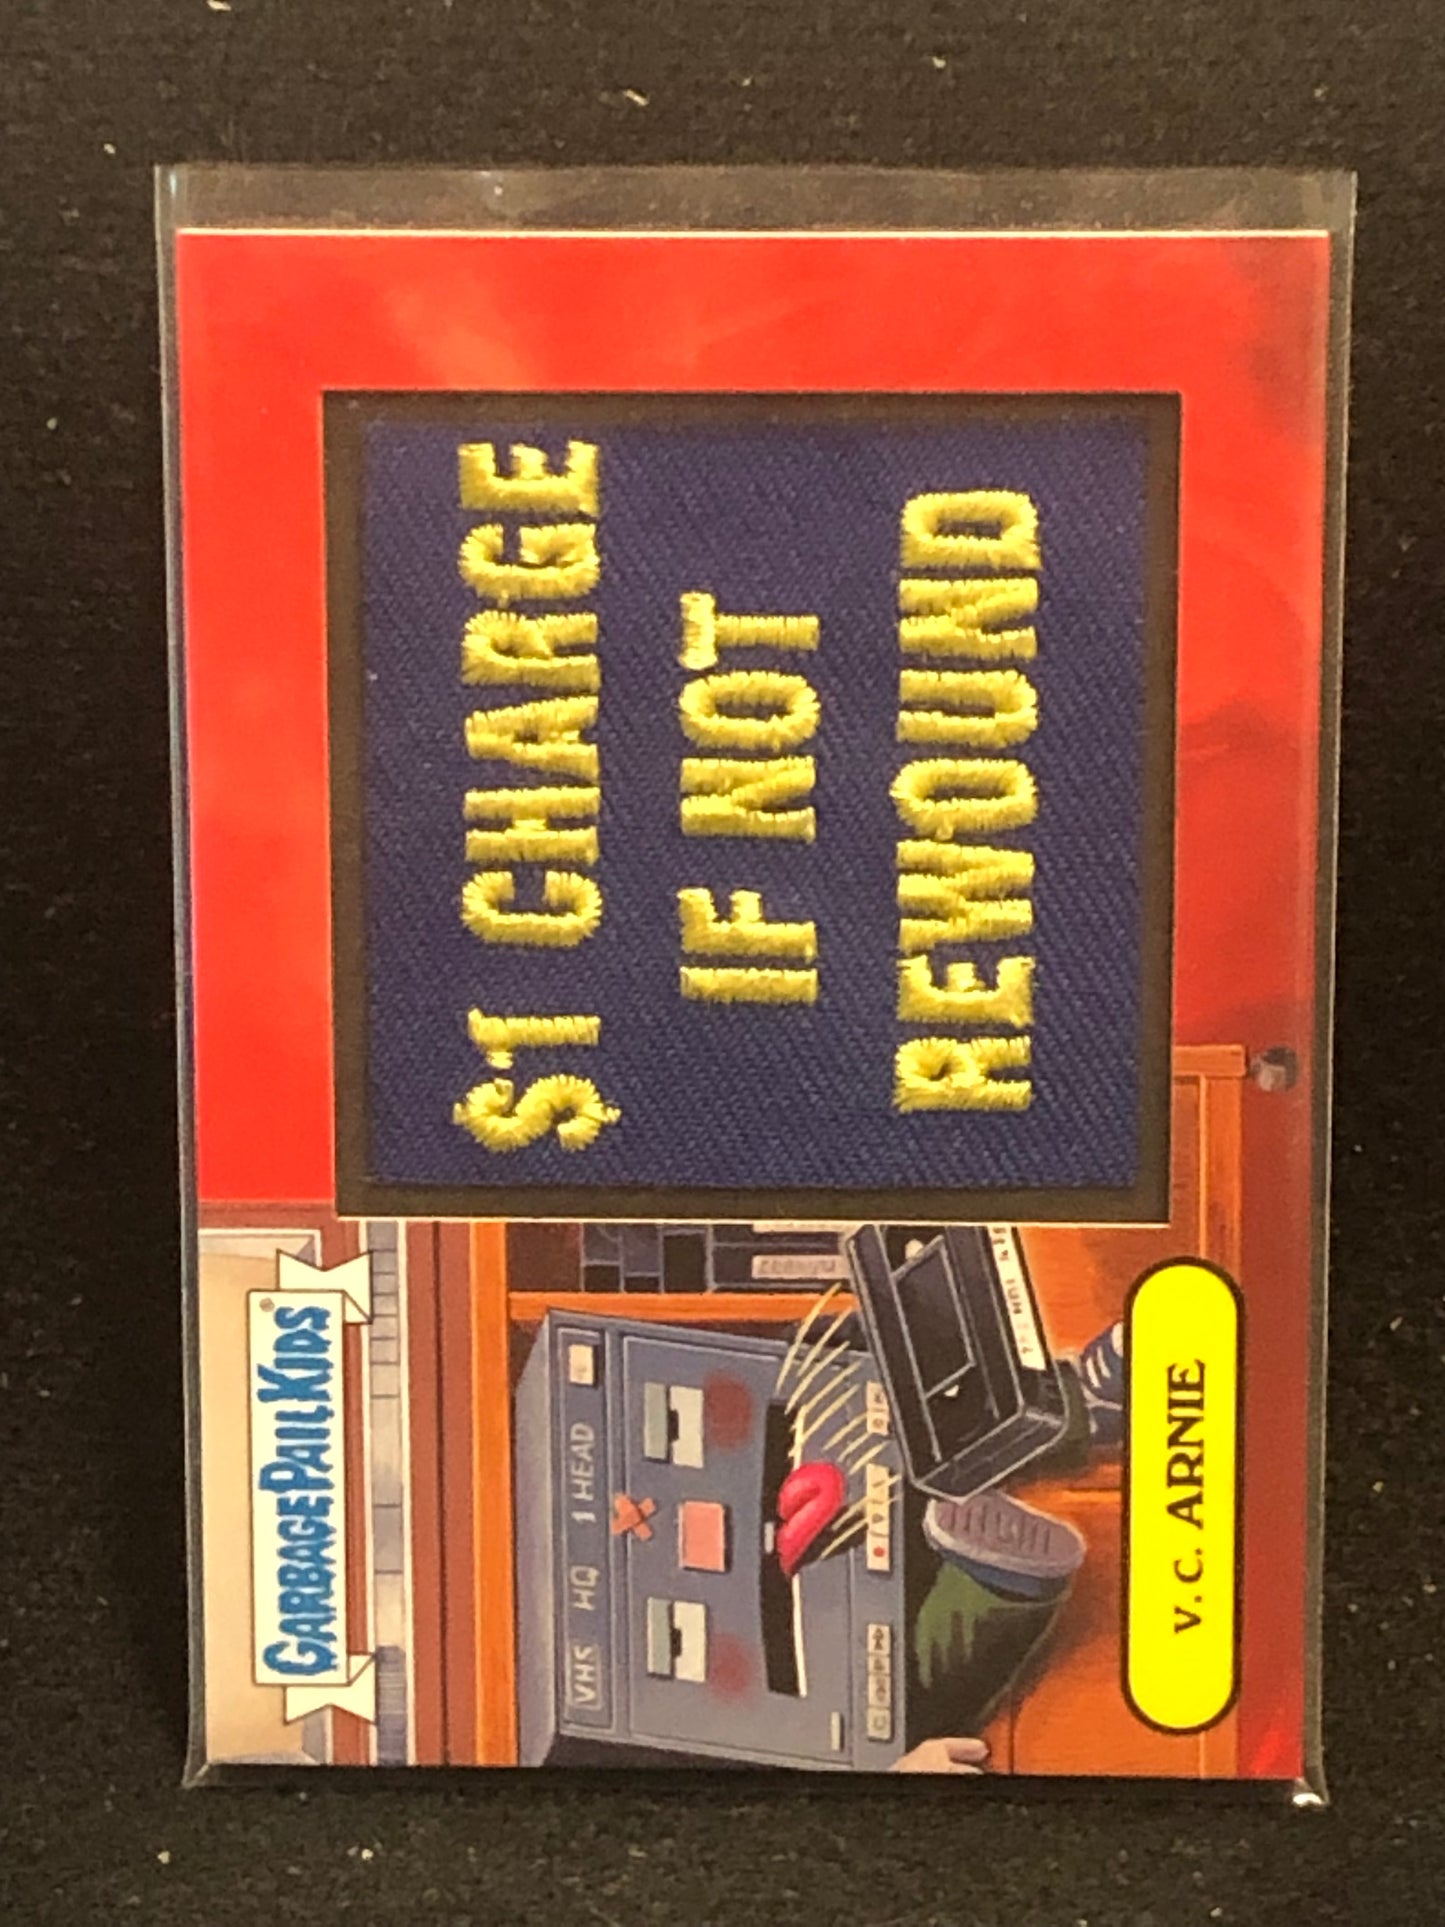 GARBAGE PAIL KIDS®
$1 CHARGE
IF NOT
REWOUND
VHS HQ 1 HEAD
V. C. ARNIE